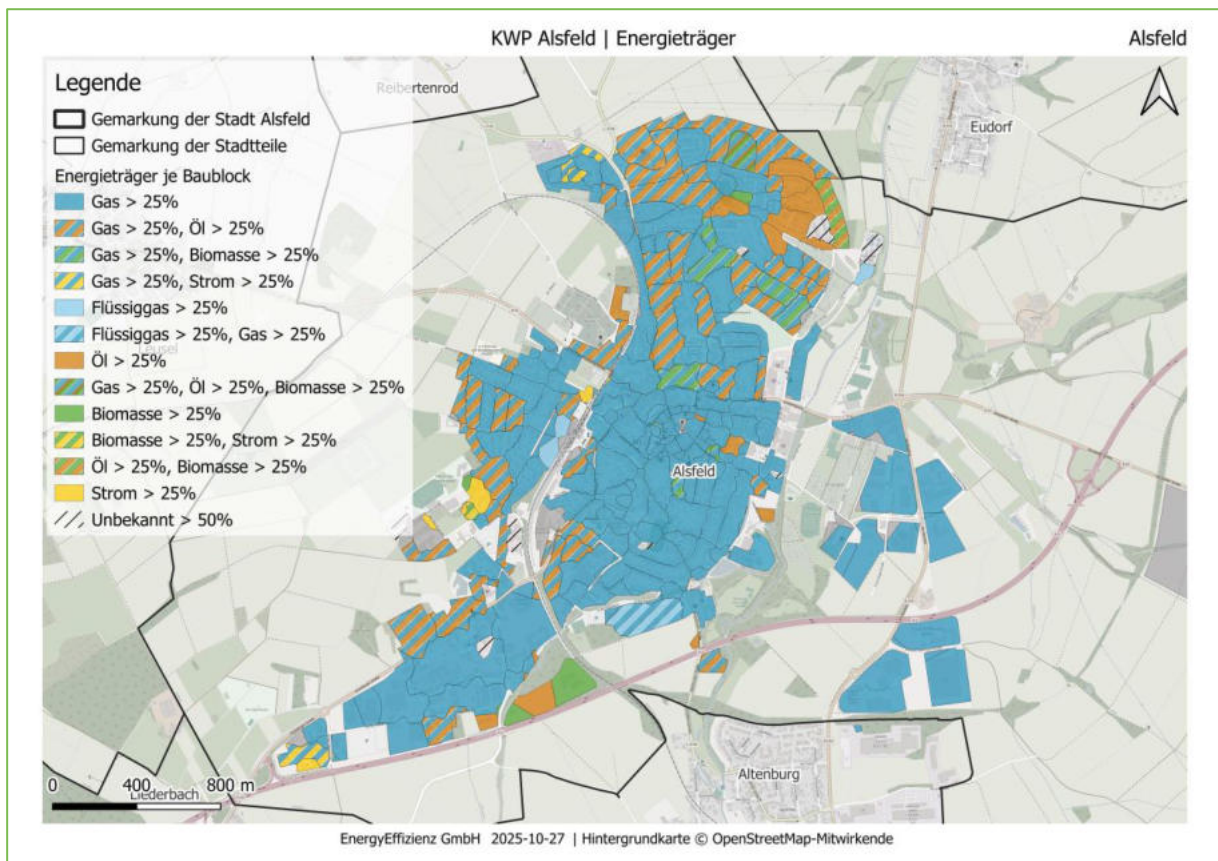 KWP Alsfeld | Energieträger
Alsfeld
Legende
Gemarkung der Stadt Alsfeld
Gemarkung der Stadtteile
Energieträger je Baublock
Gas > 25%
Gas > 25%, Öl > 25%
Gas > 25%, Biomasse > 25%
Gas > 25%, Strom > 25%
Flüssiggas > 25%
Flüssiggas > 25%, Gas > 25%
Öl > 25%
Gas > 25%, Öl > 25%, Biomasse > 25%
Biomasse > 25%
Biomasse > 25%, Strom > 25%
Öl > 25%, Biomasse > 25%
Strom > 25%
Unbekannt > 50%
Reibertenrod
Eudorf
Leusel
Alsfeld
Altenburg
Liederbach
0 400 800 m
EnergyEffizienz GmbH 2025-10-27 | Hintergrundkarte © OpenStreetMap-Mitwirkende